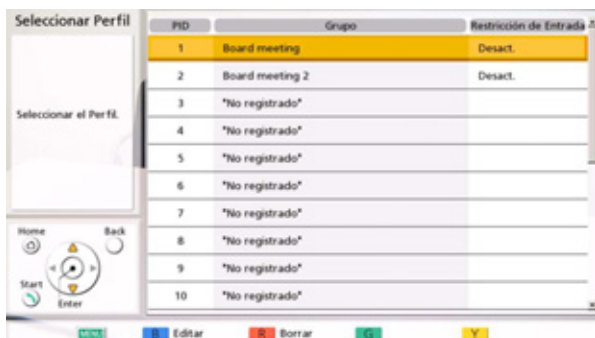 Seleccionar Perfil
Seleccionar el Perfil.
Home
Back
Start
Enter
PID Grupo Restricción de Entrada
1 Board meeting Desact.
2 Board meeting 2 Desact.
3 "No registrado"
4 "No registrado"
5 "No registrado"
6 "No registrado"
7 "No registrado"
8 "No registrado"
9 "No registrado"
10 "No registrado"
MENU B Editar R Borrar G Y